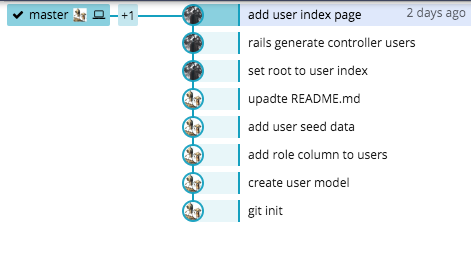 master +1 add user index page 2 days ago
rails generate controller users
set root to user index
upadte README.md
add user seed data
add role column to users
create user model
git init